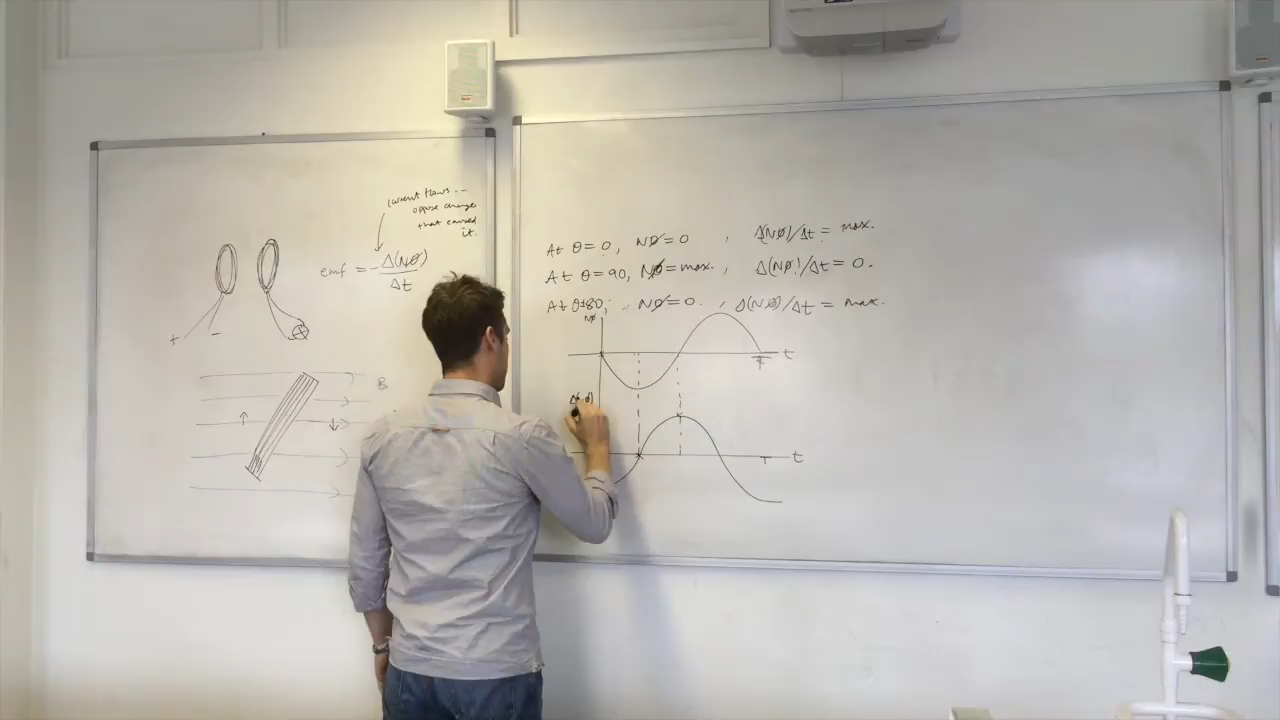 current flows..
oppose change
that caused
it.
emf = -Δ(NΦ)/Δt
+ -
B
At θ=0, NΦ=0 , Δ(NΦ)/Δt = max.
At θ=90, NΦ=max. , Δ(NΦ)/Δt = 0.
At θ=180, NΦ=0. , Δ(NΦ)/Δt = max.
NΦ
t
T
t
T